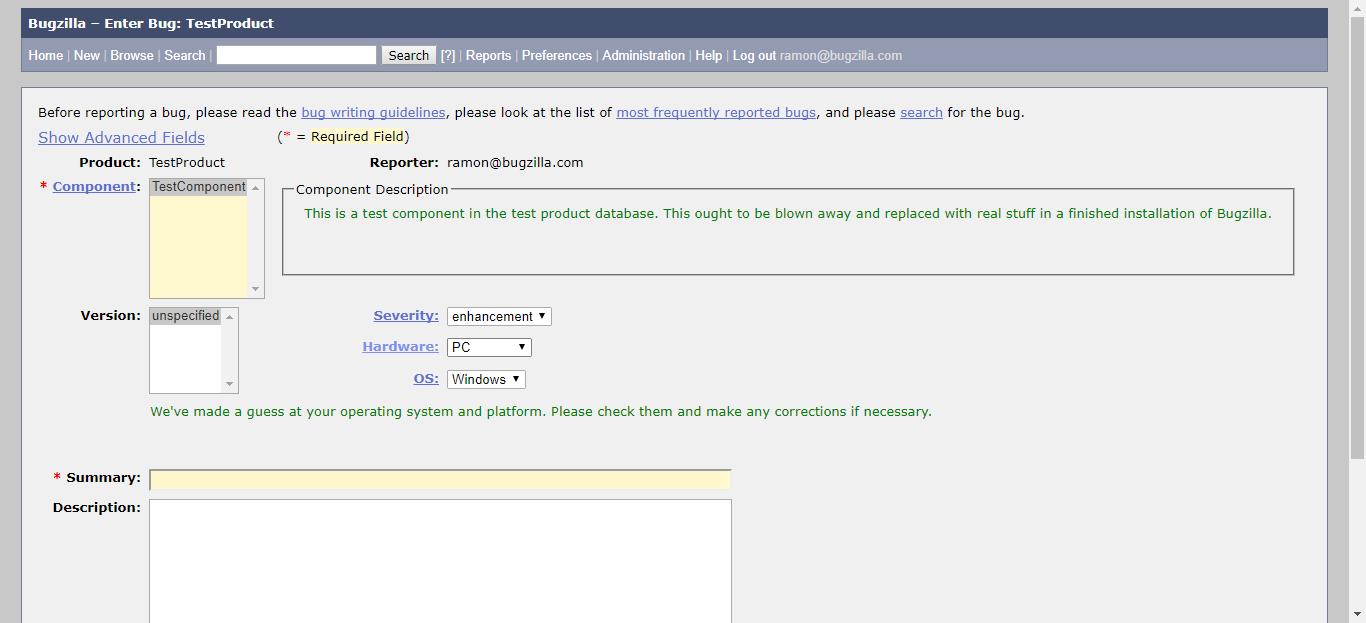 Bugzilla – Enter Bug: TestProduct
Home | New | Browse | Search | Search [?] | Reports | Preferences | Administration | Help | Log out ramon@bugzilla.com
Before reporting a bug, please read the bug writing guidelines, please look at the list of most frequently reported bugs, and please search for the bug.
Show Advanced Fields (* = Required Field)
Product: TestProduct Reporter: ramon@bugzilla.com
* Component: TestComponent Component Description
This is a test component in the test product database. This ought to be blown away and replaced with real stuff in a finished installation of Bugzilla.
Version: unspecified Severity: enhancement
Hardware: PC
OS: Windows
We've made a guess at your operating system and platform. Please check them and make any corrections if necessary.
* Summary:
Description: